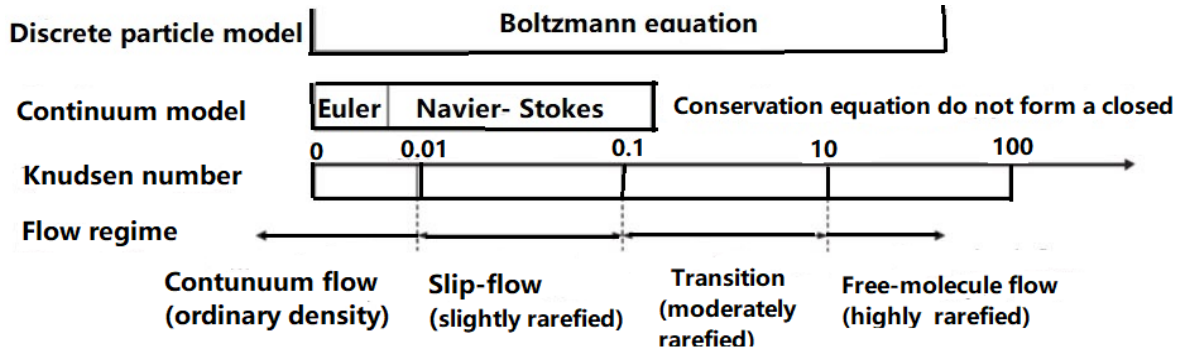 Discrete particle model
Boltzmann equation
Continuum model
Euler
Navier- Stokes
Conservation equation do not form a closed
0
0.01
0.1
10
100
Knudsen number
Flow regime
Contunuum flow
(ordinary density)
Slip-flow
(slightly rarefied)
Transition
(moderately
rarefied)
Free-molecule flow
(highly rarefied)